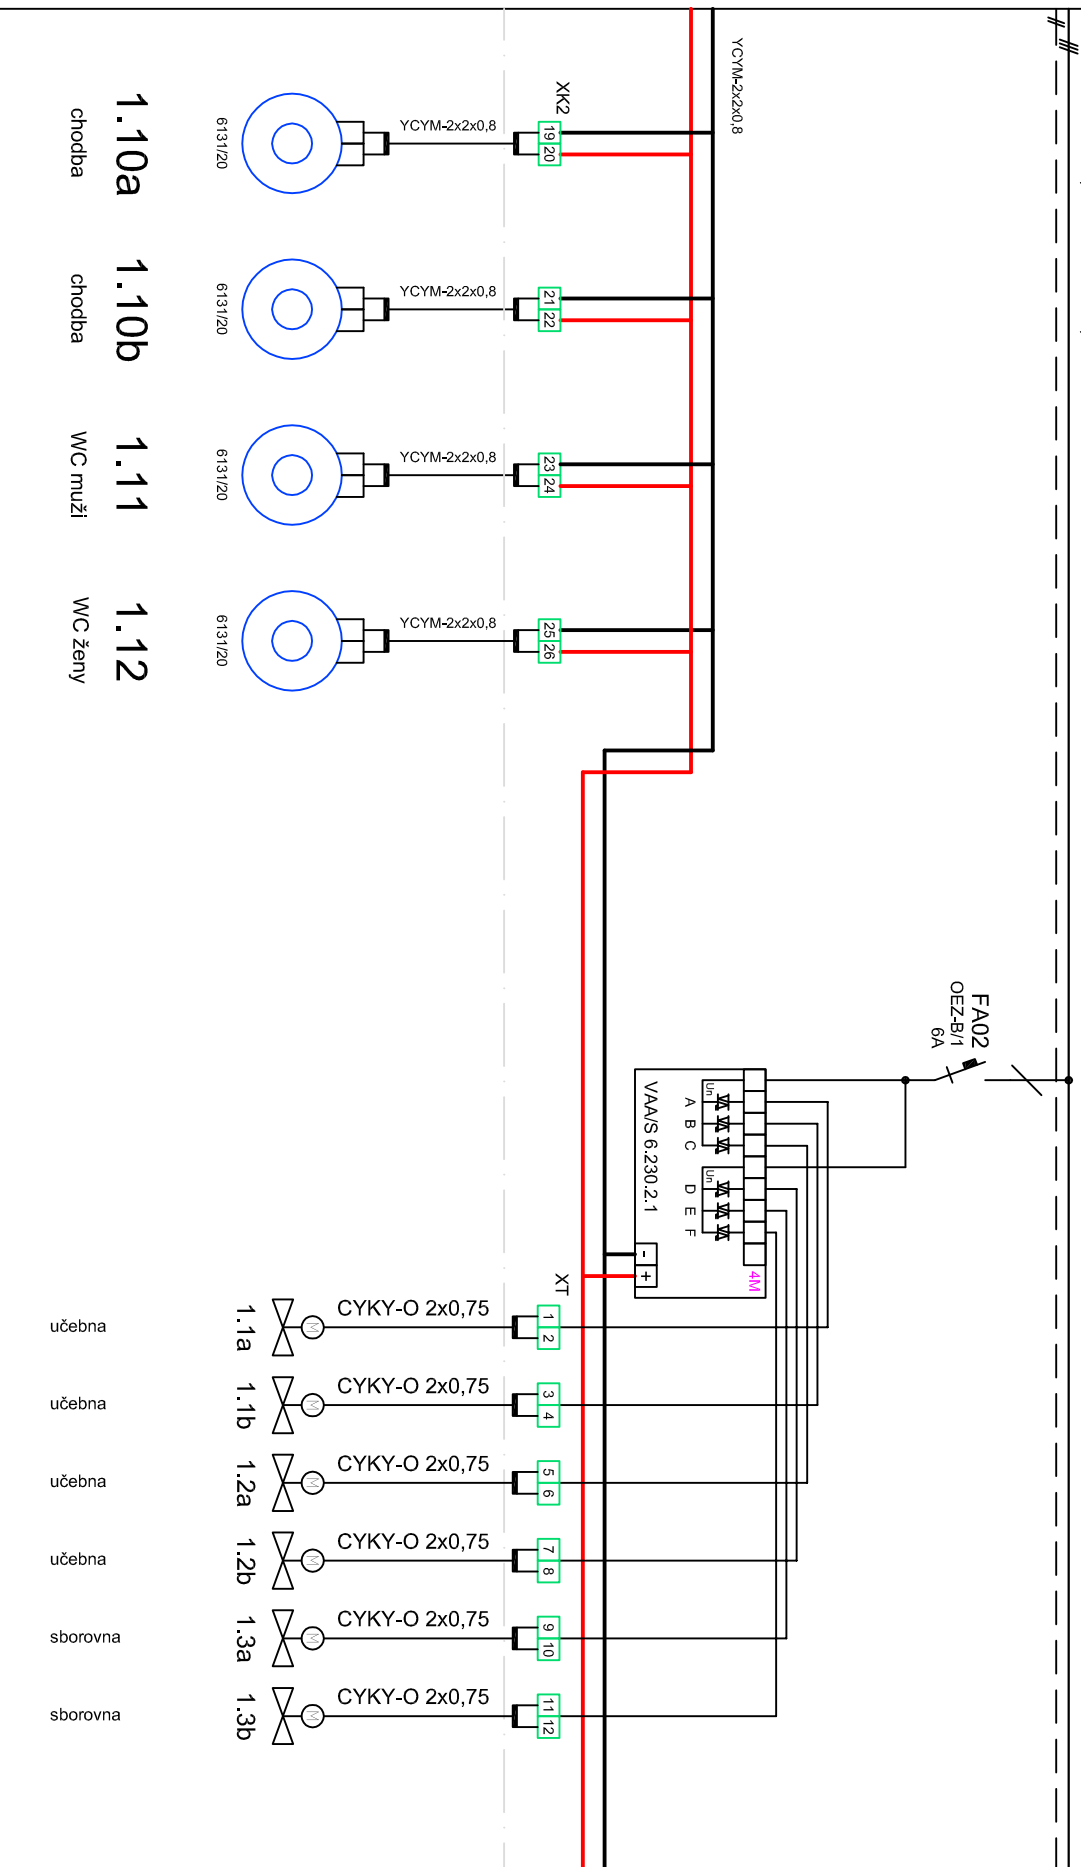 YCYM-2x2x0,8
XK2
19
20
YCYM-2x2x0,8
6131/20
1.10a
chodba
21
22
YCYM-2x2x0,8
6131/20
1.10b
chodba
23
24
YCYM-2x2x0,8
6131/20
1.11
WC muži
25
26
YCYM-2x2x0,8
6131/20
1.12
WC ženy
FA02
OEZ-B/1
6A
Un
A
B
C
Un
D
E
F
VAA/S 6.230.2.1
-
+
4M
XT
1
2
CYKY-O 2x0,75
M
1.1a
učebna
3
4
CYKY-O 2x0,75
M
1.1b
učebna
5
6
CYKY-O 2x0,75
M
1.2a
učebna
7
8
CYKY-O 2x0,75
M
1.2b
učebna
9
10
CYKY-O 2x0,75
M
1.3a
sborovna
11
12
CYKY-O 2x0,75
M
1.3b
sborovna